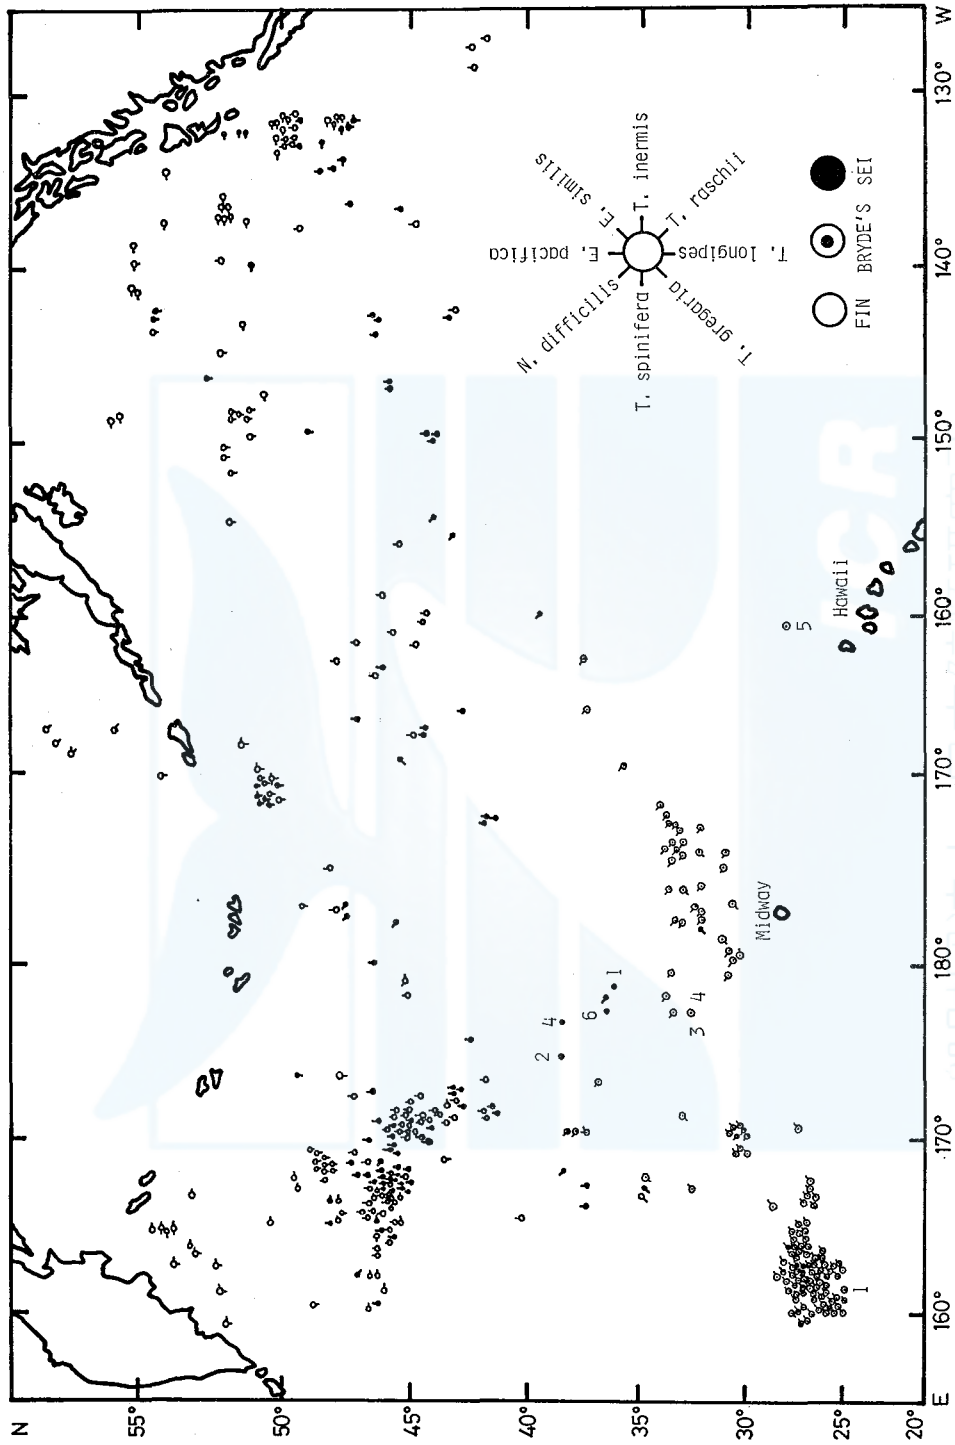 N
55°
50°
45°
40°
35°
30°
25°
20°
E
160°
170°
180°
170°
160°
150°
140°
130°
W
Hawaii
Midway
E. pacifica
E. similis
T. inermis
T. raschii
T. longipes
T. gregaria
T. spinifera
N. difficilis
FIN BRYDE'S SEI
2
4
6
1
3
4
5
1
ICR